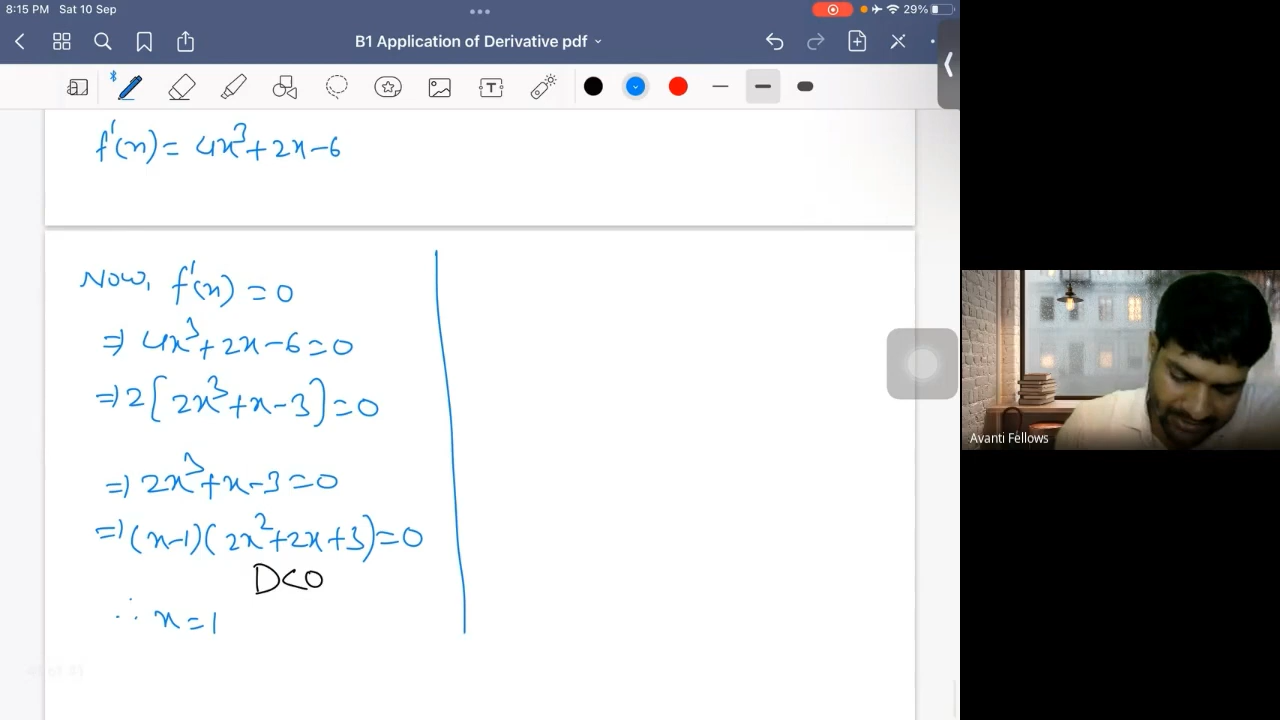 8:15 PM Sat 10 Sep
29%
B1 Application of Derivative pdf
T
f'(x) = 4x³+2x-6
Now, f'(x) = 0
⇒ 4x³+2x-6=0
⇒ 2[2x³+x-3]=0
⇒ 2x³+x-3=0
⇒ (x-1)(2x²+2x+3)=0
D<0
∴ x=1
Avanti Fellows